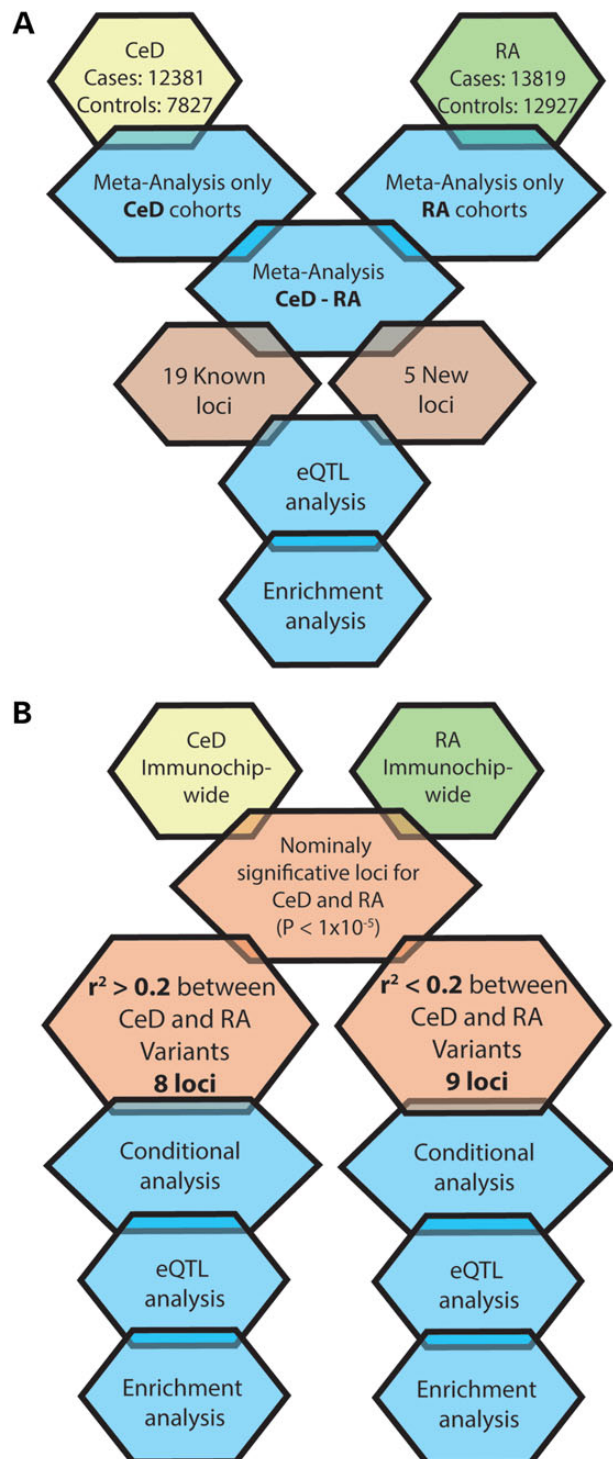 A
CeD
Cases: 12381
Controls: 7827
RA
Cases: 13819
Controls: 12927
Meta-Analysis only
CeD cohorts
Meta-Analysis only
RA cohorts
Meta-Analysis
CeD - RA
19 Known
loci
5 New
loci
eQTL
analysis
Enrichment
analysis
B
CeD
Immunochip-
wide
RA
Immunochip-
wide
Nominaly
significative loci for
CeD and RA
(P < 1x10⁻⁵)
r² > 0.2 between
CeD and RA
Variants
8 loci
r² < 0.2 between
CeD and RA
Variants
9 loci
Conditional
analysis
Conditional
analysis
eQTL
analysis
eQTL
analysis
Enrichment
analysis
Enrichment
analysis